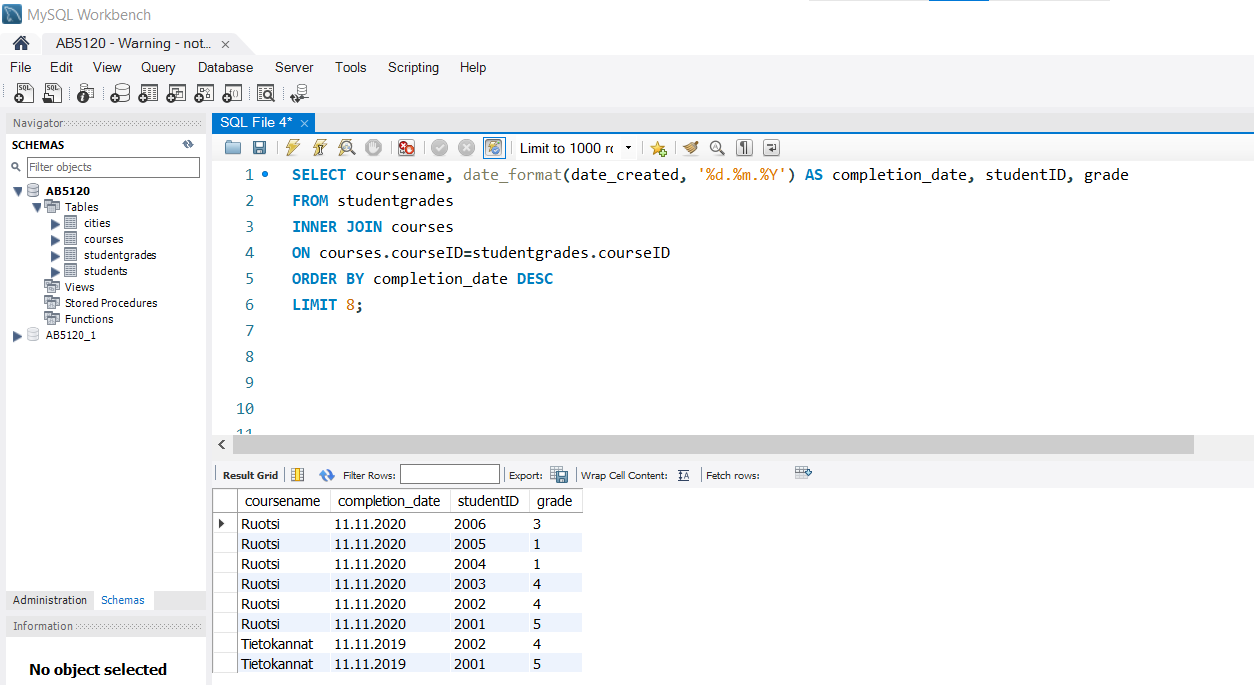 MySQL Workbench
AB5120 - Warning - not... ×
File Edit View Query Database Server Tools Scripting Help
Navigator
SCHEMAS
Filter objects
AB5120
Tables
cities
courses
studentgrades
students
Views
Stored Procedures
Functions
AB5120_1
Administration Schemas
Information
No object selected
SQL File 4* ×
Limit to 1000 rc
1 SELECT coursename, date_format(date_created, '%d.%m.%Y') AS completion_date, studentID, grade
2 FROM studentgrades
3 INNER JOIN courses
4 ON courses.courseID=studentgrades.courseID
5 ORDER BY completion_date DESC
6 LIMIT 8;
7
8
9
10
11
Result Grid Filter Rows: Export: Wrap Cell Content: Fetch rows:
coursename completion_date studentID grade
Ruotsi 11.11.2020 2006 3
Ruotsi 11.11.2020 2005 1
Ruotsi 11.11.2020 2004 1
Ruotsi 11.11.2020 2003 4
Ruotsi 11.11.2020 2002 4
Ruotsi 11.11.2020 2001 5
Tietokannat 11.11.2019 2002 4
Tietokannat 11.11.2019 2001 5